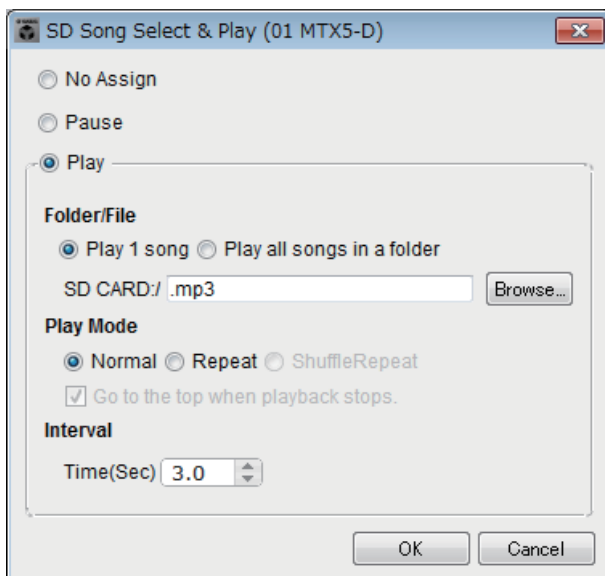 SD Song Select & Play (01 MTX5-D)
No Assign
Pause
Play
Folder/File
Play 1 song Play all songs in a folder
SD CARD:/ .mp3 Browse...
Play Mode
Normal Repeat ShuffleRepeat
Go to the top when playback stops.
Interval
Time(Sec) 3.0
OK Cancel